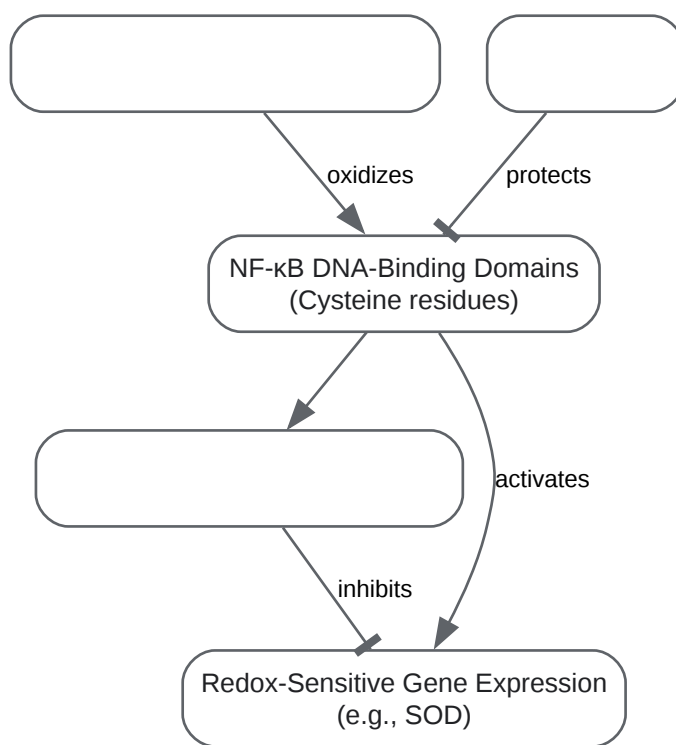 oxidizes
protects
NF-κB DNA-Binding Domains
(Cysteine residues)
activates
inhibits
Redox-Sensitive Gene Expression
(e.g., SOD)